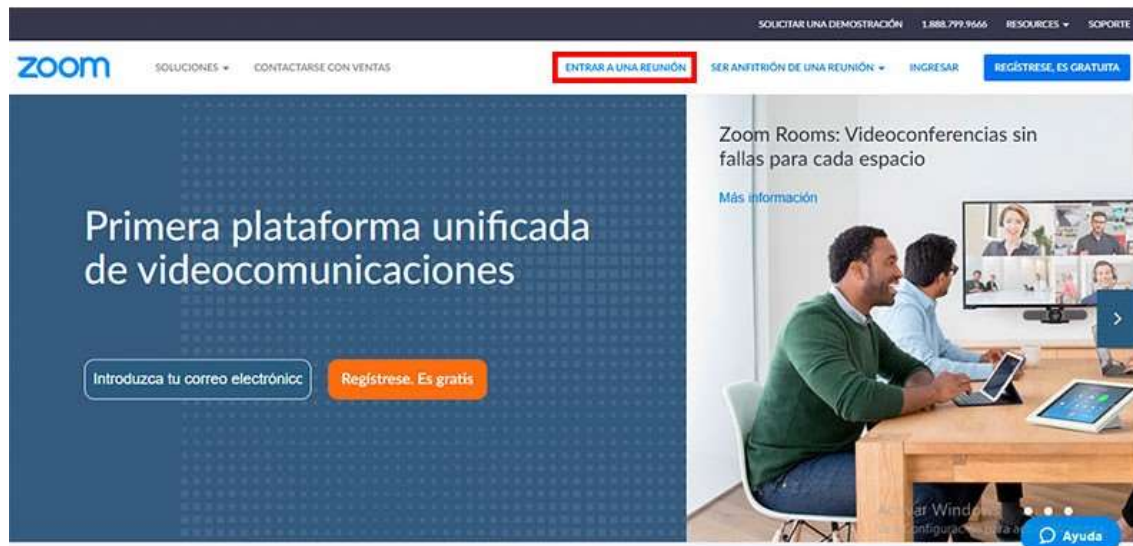 SOLICITAR UNA DEMOSTRACIÓN 1.888.799.9666 RESOURCES SOPORTE
zoom SOLUCIONES CONTACTARSE CON VENTAS ENTRAR A UNA REUNIÓN SER ANFITRIÓN DE UNA REUNIÓN INGRESAR REGÍSTRESE, ES GRATUITA
Primera plataforma unificada
de videocomunicaciones
Introduzca tu correo electrónicc Regístrese. Es gratis
Zoom Rooms: Videoconferencias sin
fallas para cada espacio
Más información
Ayuda